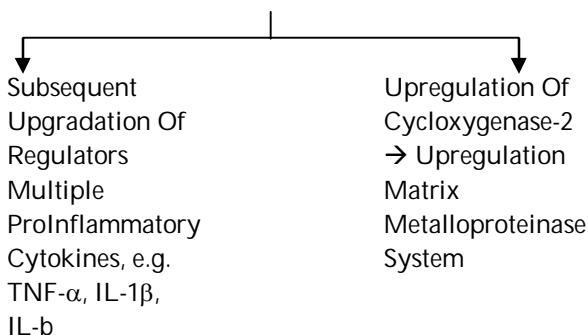 Subsequent
Upgradation Of
Regulators
Multiple
ProInflammatory
Cytokines, e.g.
TNF-α, IL-1β,
IL-b
Upregulation Of
Cycloxygenase-2
→ Upregulation
Matrix
Metalloproteinase
System